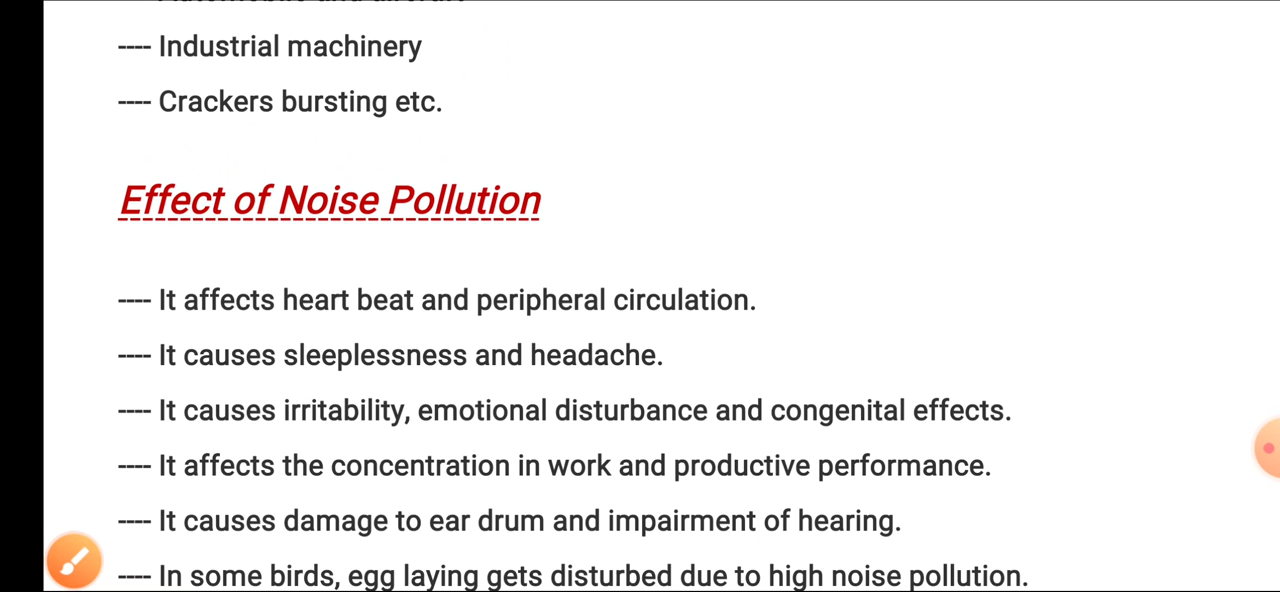 ---- Industrial machinery
---- Crackers bursting etc.
Effect of Noise Pollution
---- It affects heart beat and peripheral circulation.
---- It causes sleeplessness and headache.
---- It causes irritability, emotional disturbance and congenital effects.
---- It affects the concentration in work and productive performance.
---- It causes damage to ear drum and impairment of hearing.
---- In some birds, egg laying gets disturbed due to high noise pollution.